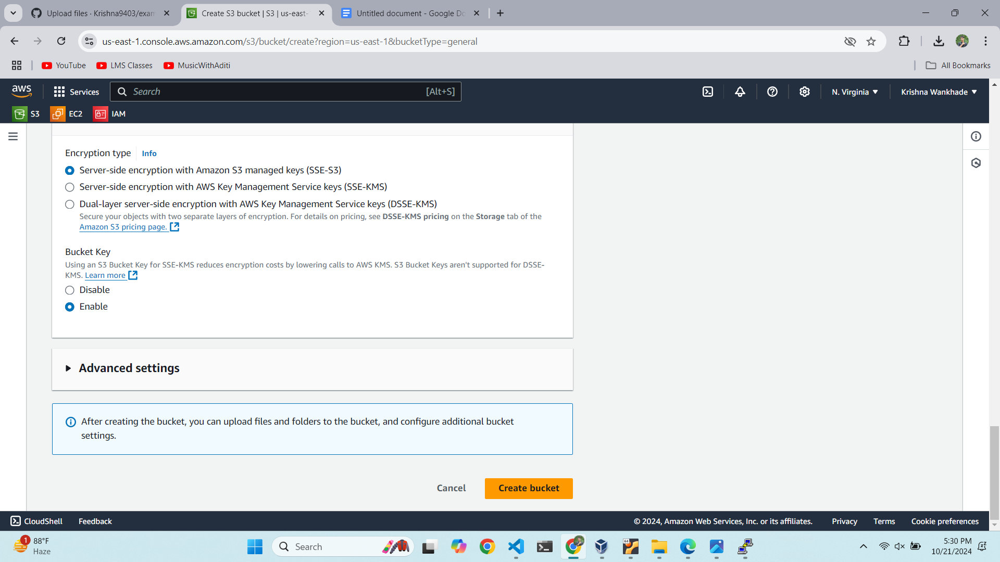 Upload files · Krishna9403/exan
Create S3 bucket | S3 | us-east-
Untitled document - Google Do
us-east-1.console.aws.amazon.com/s3/bucket/create?region=us-east-1&bucketType=general
YouTube
LMS Classes
MusicWithAditi
All Bookmarks
aws
Services
Search
[Alt+S]
N. Virginia
Krishna Wankhade
S3
EC2
IAM
Encryption type
Info
Server-side encryption with Amazon S3 managed keys (SSE-S3)
Server-side encryption with AWS Key Management Service keys (SSE-KMS)
Dual-layer server-side encryption with AWS Key Management Service keys (DSSE-KMS)
Secure your objects with two separate layers of encryption. For details on pricing, see DSSE-KMS pricing on the Storage tab of the
Amazon S3 pricing page.
Bucket Key
Using an S3 Bucket Key for SSE-KMS reduces encryption costs by lowering calls to AWS KMS. S3 Bucket Keys aren't supported for DSSE-
KMS. Learn more
Disable
Enable
Advanced settings
After creating the bucket, you can upload files and folders to the bucket, and configure additional bucket
settings.
Cancel
Create bucket
CloudShell
Feedback
© 2024, Amazon Web Services, Inc. or its affiliates.
Privacy
Terms
Cookie preferences
1
88°F
Haze
Search
64
5:30 PM
10/21/2024